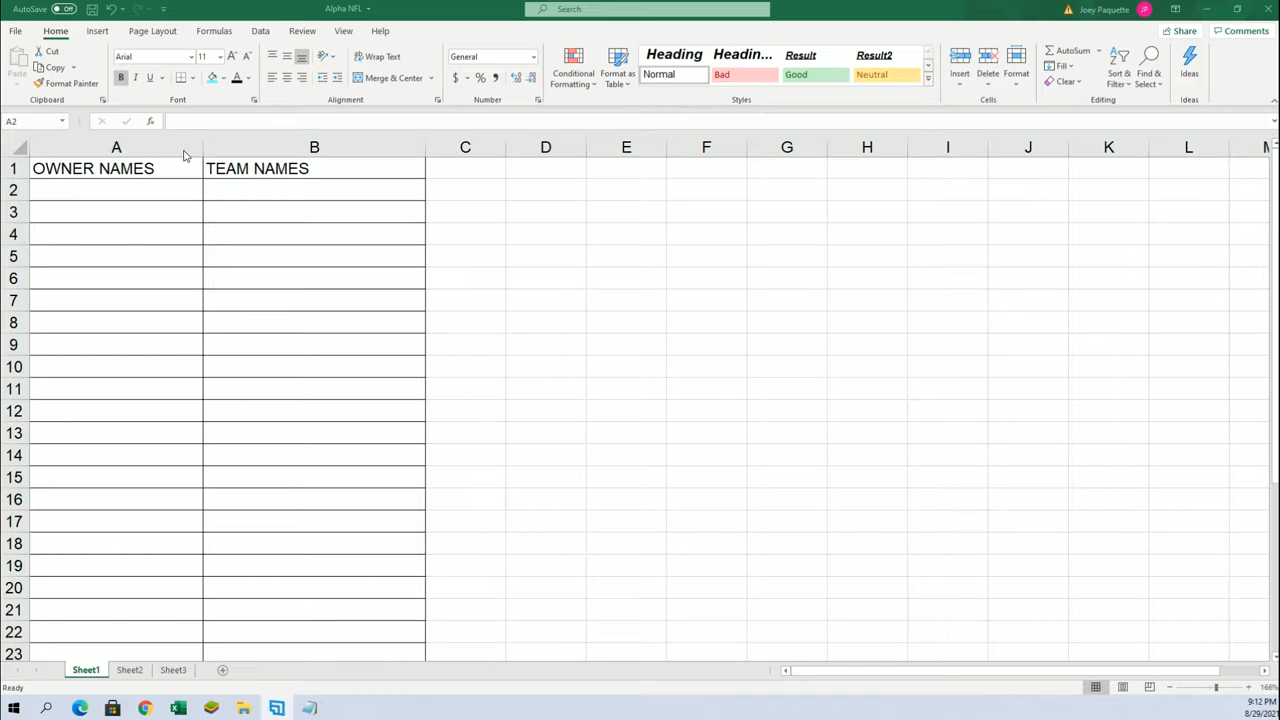 AutoSave Off Alpha NFL Search Joey Paquette JP
File Home Insert Page Layout Formulas Data Review View Help Share Comments
Cut Arial 11 A A Wrap Text General Heading Headin... Result Result2 AutoSum
Paste Copy Conditional Formatting Format as Table Insert Delete Format Fill Sort & Filter Find & Select Ideas
Format Painter B I U A Merge & Center $ % , Normal Bad Good Neutral Clear
Clipboard Font Alignment Number Styles Cells Editing Ideas
A2 fx
A B C D E F G H I J K L M
1 OWNER NAMES TEAM NAMES
2
3
4
5
6
7
8
9
10
11
12
13
14
15
16
17
18
19
20
21
22
23
Sheet1 Sheet2 Sheet3
Ready 166%
9:12 PM
8/29/2021